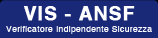 VIS - ANSF
Verificatore Indipendente Sicurezza